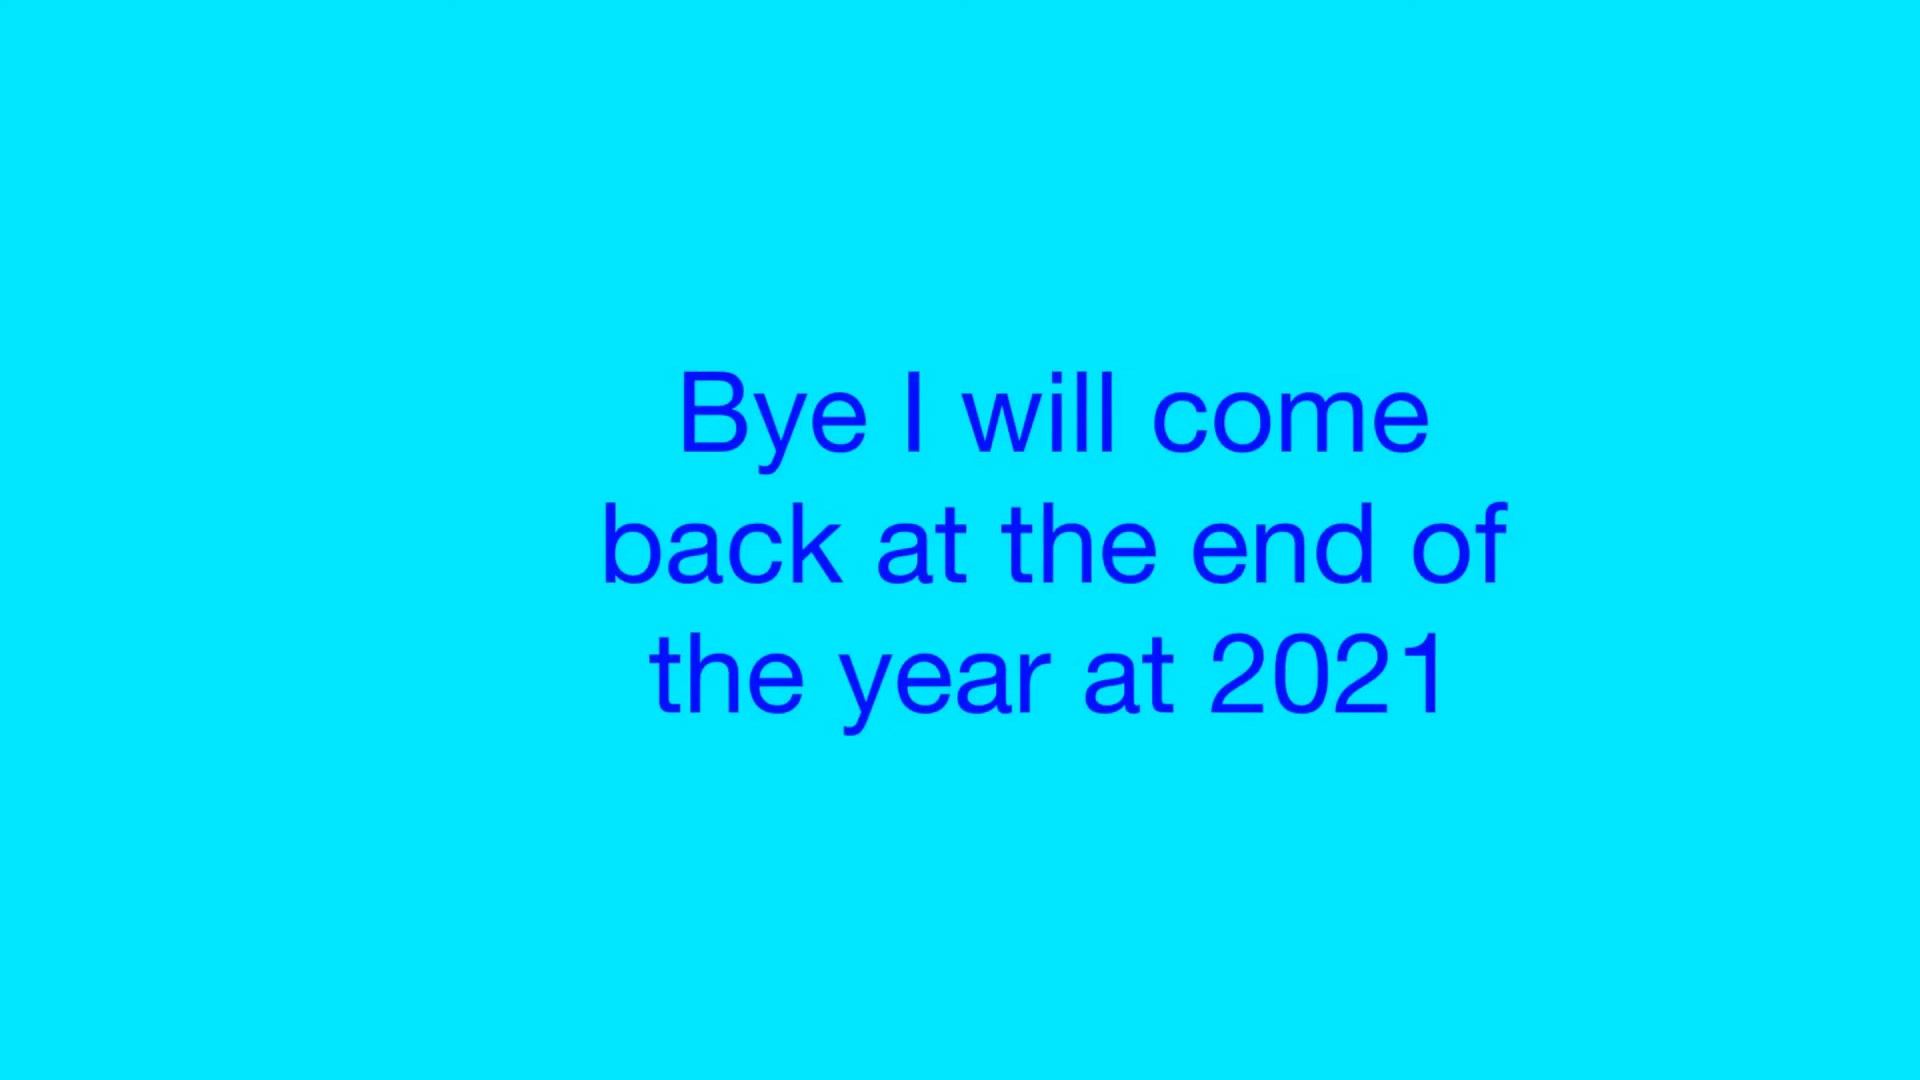 Bye I will come
back at the end of
the year at 2021